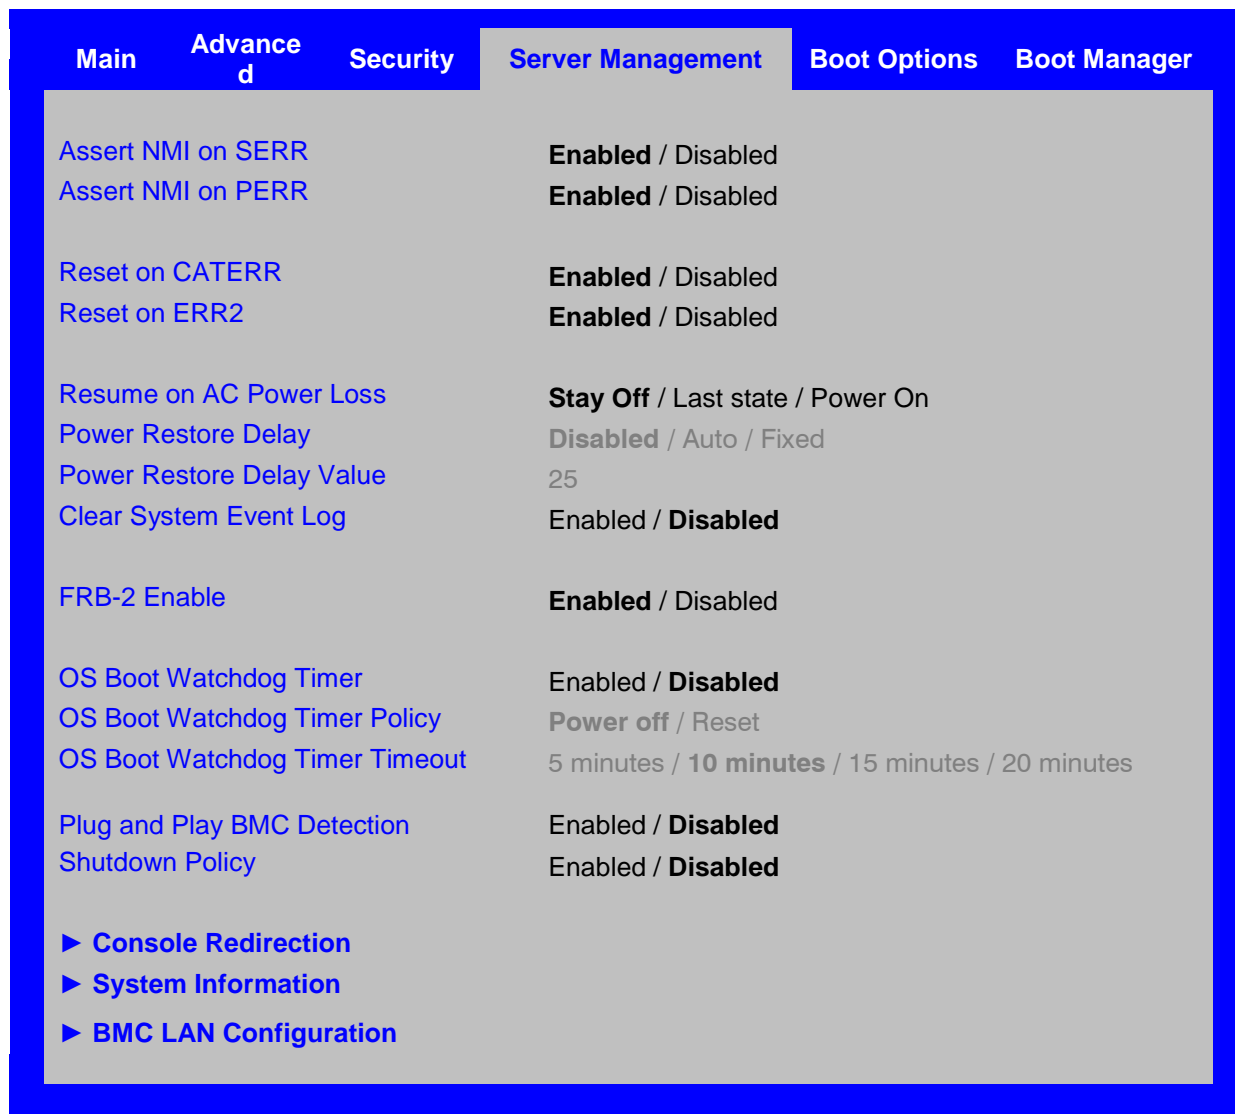 Main Advance
d Security Server Management Boot Options Boot Manager
Assert NMI on SERR Enabled / Disabled
Assert NMI on PERR Enabled / Disabled
Reset on CATERR Enabled / Disabled
Reset on ERR2 Enabled / Disabled
Resume on AC Power Loss Stay Off / Last state / Power On
Power Restore Delay Disabled / Auto / Fixed
Power Restore Delay Value 25
Clear System Event Log Enabled / Disabled
FRB-2 Enable Enabled / Disabled
OS Boot Watchdog Timer Enabled / Disabled
OS Boot Watchdog Timer Policy Power off / Reset
OS Boot Watchdog Timer Timeout 5 minutes / 10 minutes / 15 minutes / 20 minutes
Plug and Play BMC Detection Enabled / Disabled
Shutdown Policy Enabled / Disabled
► Console Redirection
► System Information
► BMC LAN Configuration